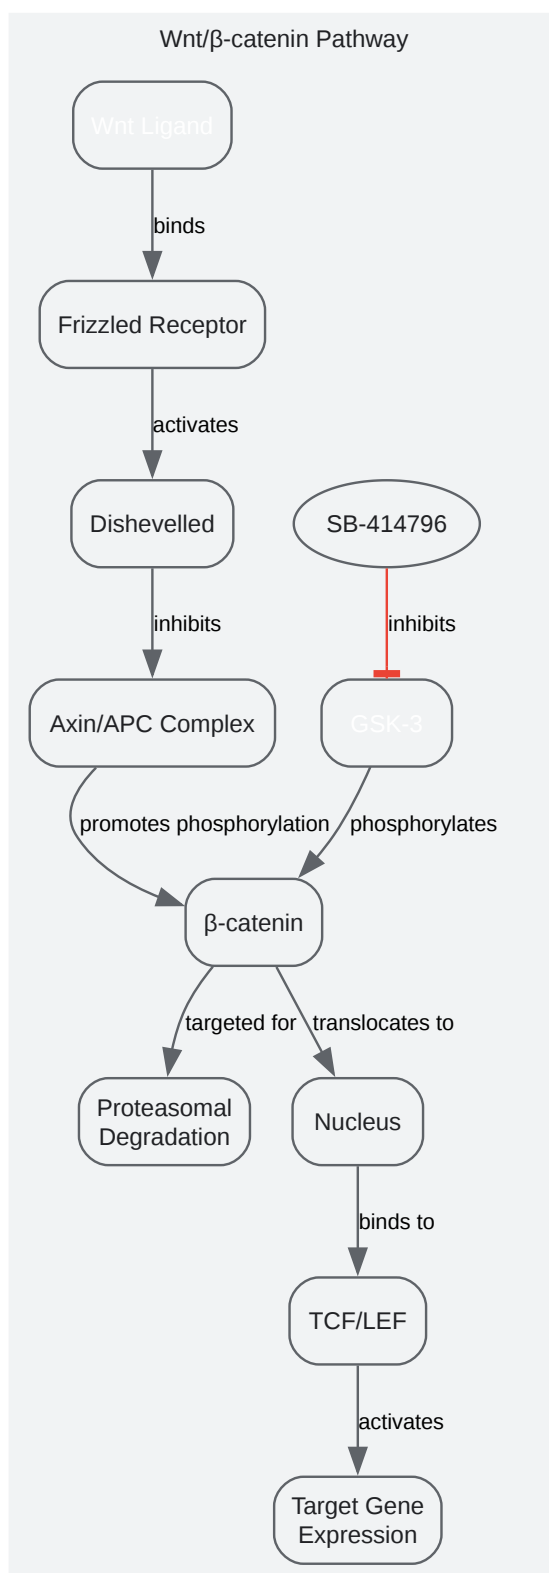 Wnt/β-catenin Pathway
Wnt Ligand
binds
Frizzled Receptor
activates
Dishevelled
SB-414796
inhibits
inhibits
Axin/APC Complex
GSK-3
promotes phosphorylation
phosphorylates
β-catenin
targeted for
translocates to
Proteasomal
Degradation
Nucleus
binds to
TCF/LEF
activates
Target Gene
Expression